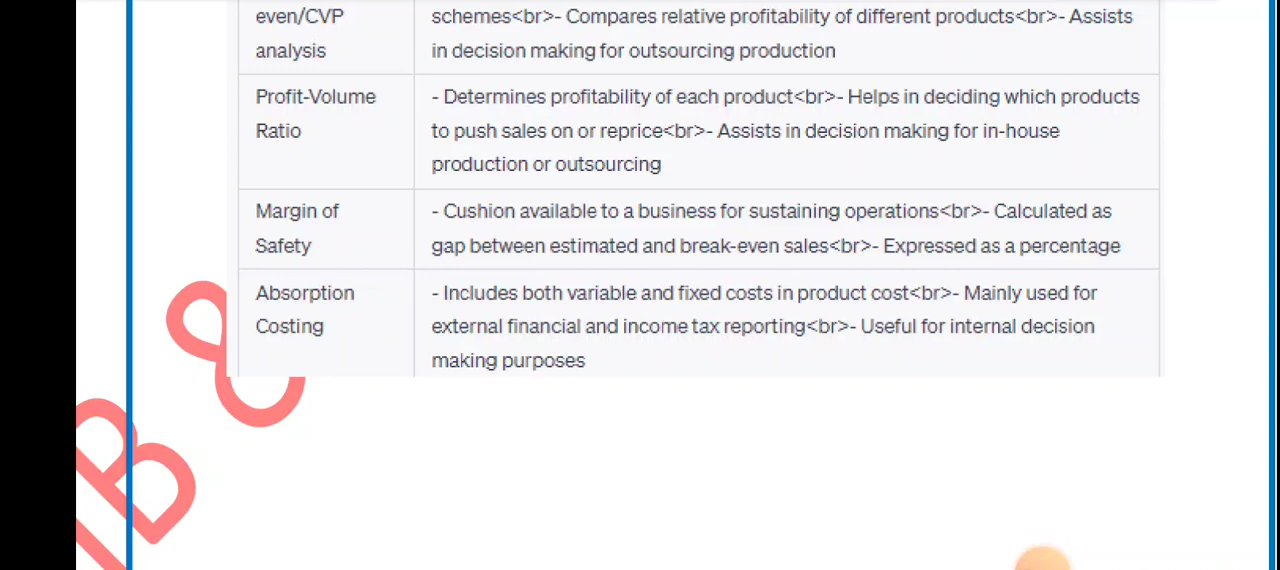 even/CVP
analysis
schemes<br>- Compares relative profitability of different products<br>- Assists
in decision making for outsourcing production
Profit-Volume
Ratio
- Determines profitability of each product<br>- Helps in deciding which products
to push sales on or reprice<br>- Assists in decision making for in-house
production or outsourcing
Margin of
Safety
- Cushion available to a business for sustaining operations<br>- Calculated as
gap between estimated and break-even sales<br>- Expressed as a percentage
Absorption
Costing
- Includes both variable and fixed costs in product cost<br>- Mainly used for
external financial and income tax reporting<br>- Useful for internal decision
making purposes
B &